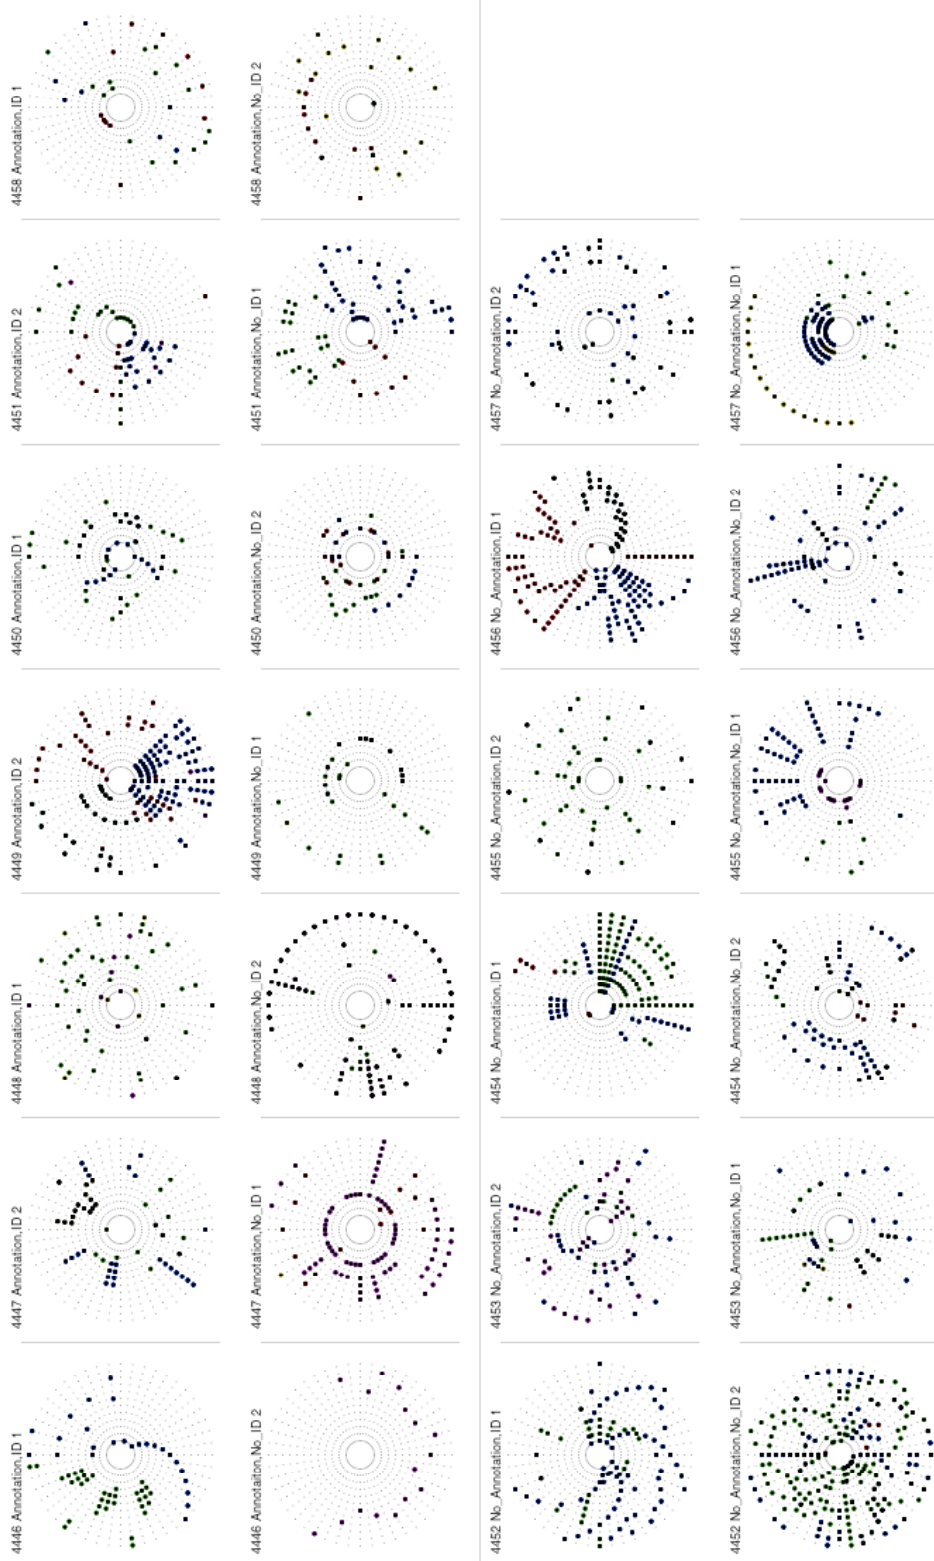 4446 Annotation,ID 1
4447 Annotation,ID 2
4448 Annotation,ID 1
4449 Annotation,ID 2
4450 Annotation,ID 1
4451 Annotation,ID 2
4458 Annotation,ID 1
4446 Annotaiton,No_ID 2
4447 Annotation,No_ID 1
4448 Annotation,No_ID 2
4449 Annotation,No_ID 1
4450 Annotation,No_ID 2
4451 Annotation,No_ID 1
4458 Annotation,No_ID 2
4452 No_Annotation,ID 1
4453 No_Annotation,ID 2
4454 No_Annotation,ID 1
4455 No_Annotation,ID 2
4456 No_Annotation,ID 1
4457 No_Annotation,ID 2
4452 No_Annotation,No_ID 2
4453 No_Annotation,No_ID 1
4454 No_Annotation,No_ID 2
4455 No_Annotation,No_ID 1
4456 No_Annotation,No_ID 2
4457 No_Annotation,No_ID 1